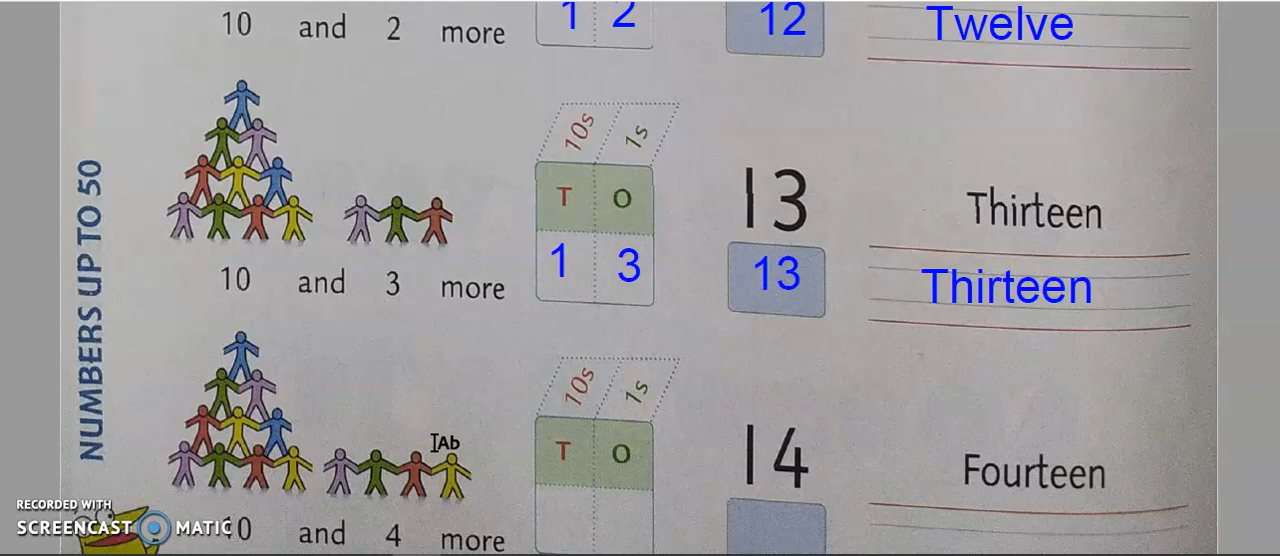 10 and 2 more 1 2 12 Twelve
10s 1s
T O 13 Thirteen
10 and 3 more 1 3 13 Thirteen
10s 1s
IAb
T O 14 Fourteen
10 and 4 more
NUMBERS UP TO 50
RECORDED WITH
SCREENCAST MATIC